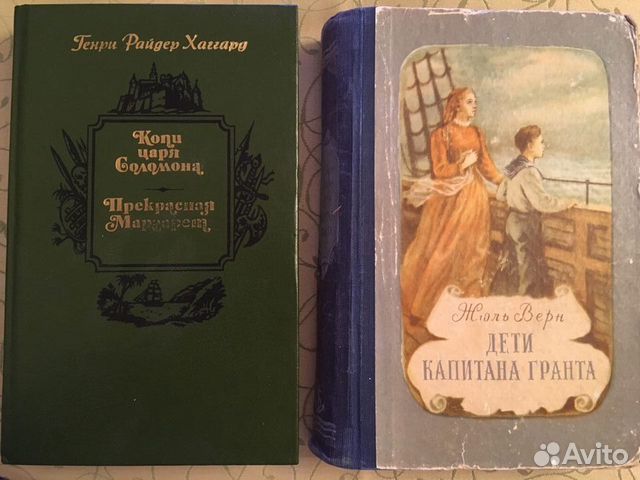 Генри Райдер Хаггард
Копи
царя
Соломона
Прекрасная
Маргарет
Жюль Верн
ДЕТИ
КАПИТАНА ГРАНТА
Avito